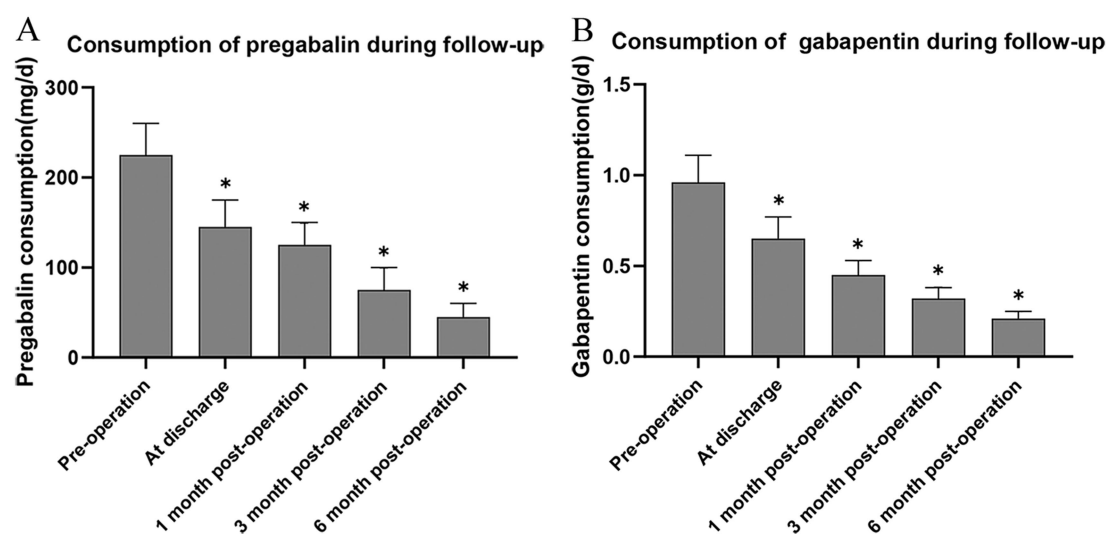 A
Consumption of pregabalin during follow-up
Pregabalin consumption(mg/d)
300
200
100
0
*
*
*
*
Pre-operation
At discharge
1 month post-operation
3 month post-operation
6 month post-operation
B
Consumption of gabapentin during follow-up
Gabapentin consumption(g/d)
1.5
1.0
0.5
0.0
*
*
*
*
Pre-operation
At discharge
1 month post-operation
3 month post-operation
6 month post-operation